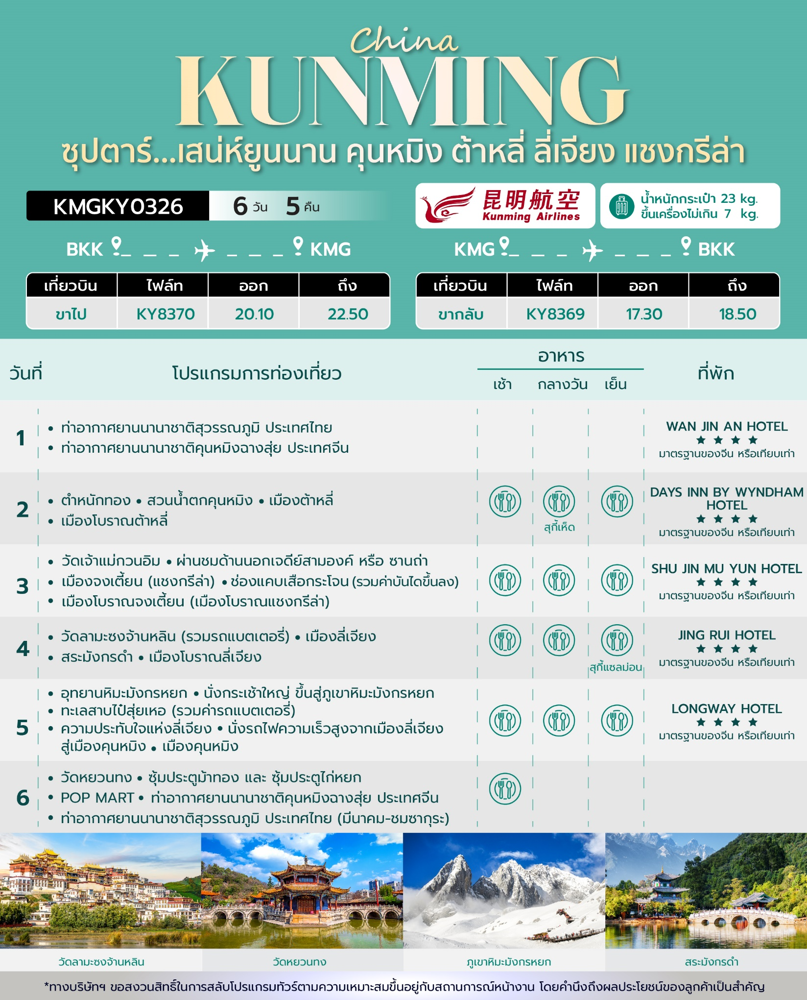 China
KUNMING
ซุปตาร์...เสน่ห์ยูนนาน คุนหมิง ต้าหลี่ ลี่เจียง แชงกรีล่า
KMGKY0326 6 วัน 5 คืน
昆明航空
Kunming Airlines
น้ำหนักกระเป๋า 23 kg.
ขึ้นเครื่องไม่เกิน 7 kg.
BKK KMG
KMG BKK
เที่ยวบิน ไฟล์ท ออก ถึง
ขาไป KY8370 20.10 22.50
เที่ยวบิน ไฟล์ท ออก ถึง
ขากลับ KY8369 17.30 18.50
วันที่ โปรแกรมการท่องเที่ยว อาหาร ที่พัก
เช้า กลางวัน เย็น
1
• ท่าอากาศยานนานาชาติสุวรรณภูมิ ประเทศไทย
• ท่าอากาศยานนานาชาติคุนหมิงฉางสุ่ย ประเทศจีน
WAN JIN AN HOTEL
★ ★ ★ ★
มาตรฐานของจีน หรือเทียบเท่า
2
• ตำหนักทอง • สวนน้ำตกคุนหมิง • เมืองต้าหลี่
• เมืองโบราณต้าหลี่
สุกี้เห็ด
DAYS INN BY WYNDHAM
HOTEL
★ ★ ★ ★
มาตรฐานของจีน หรือเทียบเท่า
3
• วัดเจ้าแม่กวนอิม • ผ่านชมด้านนอกเจดีย์สามองค์ หรือ ซานถ่า
• เมืองจงเตี้ยน (แชงกรีล่า) • ช่องแคบเสือกระโจน (รวมค่าบันไดขึ้นลง)
• เมืองโบราณจงเตี้ยน (เมืองโบราณแชงกรีล่า)
SHU JIN MU YUN HOTEL
★ ★ ★ ★
มาตรฐานของจีน หรือเทียบเท่า
4
• วัดลามะซงจ้านหลิน (รวมรถแบตเตอรี่) • เมืองลี่เจียง
• สระมังกรดำ • เมืองโบราณลี่เจียง
สุกี้แซลม่อน
JING RUI HOTEL
★ ★ ★ ★
มาตรฐานของจีน หรือเทียบเท่า
5
• อุทยานหิมะมังกรหยก • นั่งกระเช้าใหญ่ ขึ้นสู่ภูเขาหิมะมังกรหยก
• ทะเลสาบไป๋สุ่ยเหอ (รวมค่ารถแบตเตอรี่)
• ความประทับใจแห่งลี่เจียง • นั่งรถไฟความเร็วสูงจากเมืองลี่เจียง
สู่เมืองคุนหมิง • เมืองคุนหมิง
LONGWAY HOTEL
★ ★ ★ ★
มาตรฐานของจีน หรือเทียบเท่า
6
• วัดหยวนทง • ซุ้มประตูม้าทอง และ ซุ้มประตูไก่หยก
• POP MART • ท่าอากาศยานนานาชาติคุนหมิงฉางสุ่ย ประเทศจีน
• ท่าอากาศยานนานาชาติสุวรรณภูมิ ประเทศไทย (มีนาคม-ชมซากุระ)
วัดลามะซงจ้านหลิน
วัดหยวนทง
ภูเขาหิมะมังกรหยก
สระมังกรดำ
*ทางบริษัทฯ ขอสงวนสิทธิ์ในการสลับโปรแกรมทัวร์ตามความเหมาะสมขึ้นอยู่กับสถานการณ์หน้างาน โดยคำนึงถึงผลประโยชน์ของลูกค้าเป็นสำคัญ